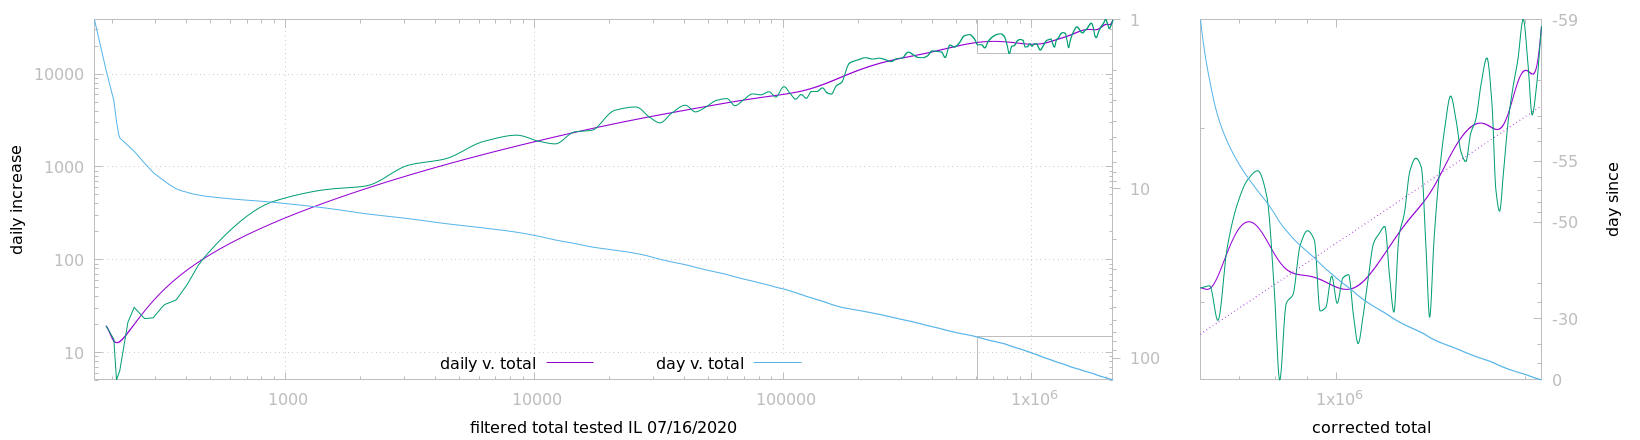 daily increase
10000
1000
100
10
1
10
100
daily v. total
day v. total
1000
10000
100000
1x10^6
filtered total tested IL 07/16/2020
-59
-55
-50
-30
0
day since
1x10^6
corrected total